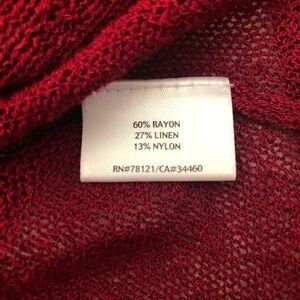 60% RAYON
27% LINEN
13% NYLON
RN#78121/CA#34460